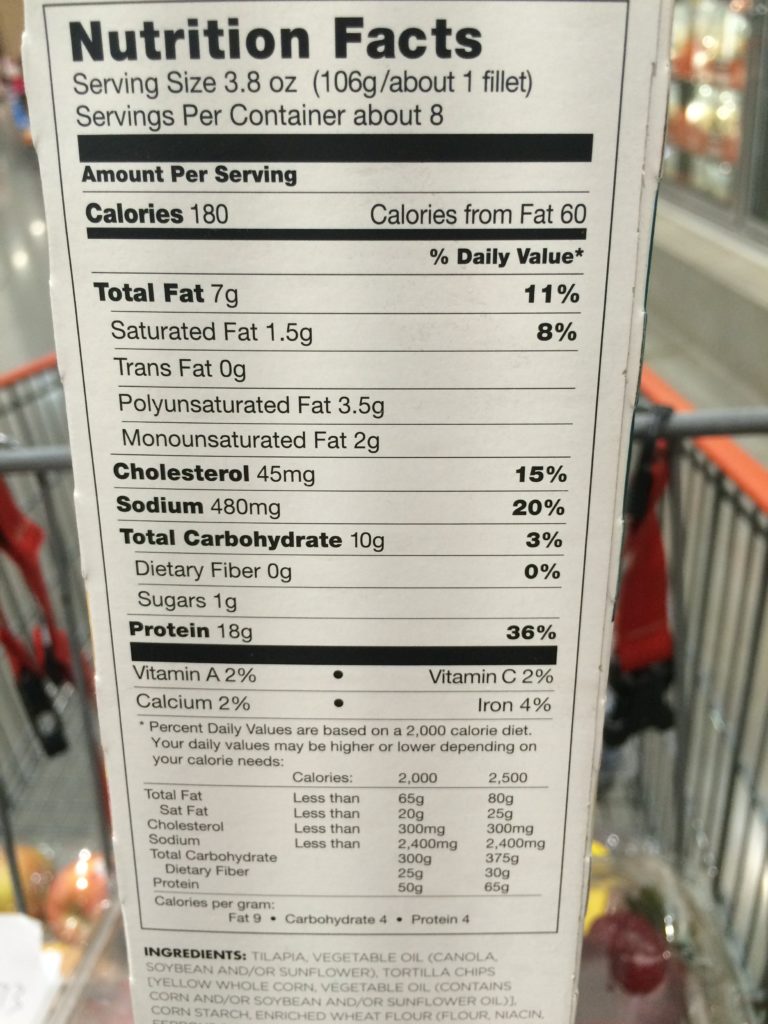 Nutrition Facts
Serving Size 3.8 oz (106g/about 1 fillet)
Servings Per Container about 8
Amount Per Serving
Calories 180 Calories from Fat 60
% Daily Value*
Total Fat 7g 11%
Saturated Fat 1.5g 8%
Trans Fat 0g
Polyunsaturated Fat 3.5g
Monounsaturated Fat 2g
Cholesterol 45mg 15%
Sodium 480mg 20%
Total Carbohydrate 10g 3%
Dietary Fiber 0g 0%
Sugars 1g
Protein 18g 36%
Vitamin A 2% • Vitamin C 2%
Calcium 2% • Iron 4%
* Percent Daily Values are based on a 2,000 calorie diet.
Your daily values may be higher or lower depending on
your calorie needs:
Calories: 2,000 2,500
Total Fat Less than 65g 80g
Sat Fat Less than 20g 25g
Cholesterol Less than 300mg 300mg
Sodium Less than 2,400mg 2,400mg
Total Carbohydrate 300g 375g
Dietary Fiber 25g 30g
Protein 50g 65g
Calories per gram:
Fat 9 • Carbohydrate 4 • Protein 4
INGREDIENTS: TILAPIA, VEGETABLE OIL (CANOLA,
SOYBEAN AND/OR SUNFLOWER), TORTILLA CHIPS
[YELLOW WHOLE CORN, VEGETABLE OIL (CONTAINS
CORN AND/OR SOYBEAN AND/OR SUNFLOWER OIL)],
CORN STARCH, ENRICHED WHEAT FLOUR (FLOUR, NIACIN,